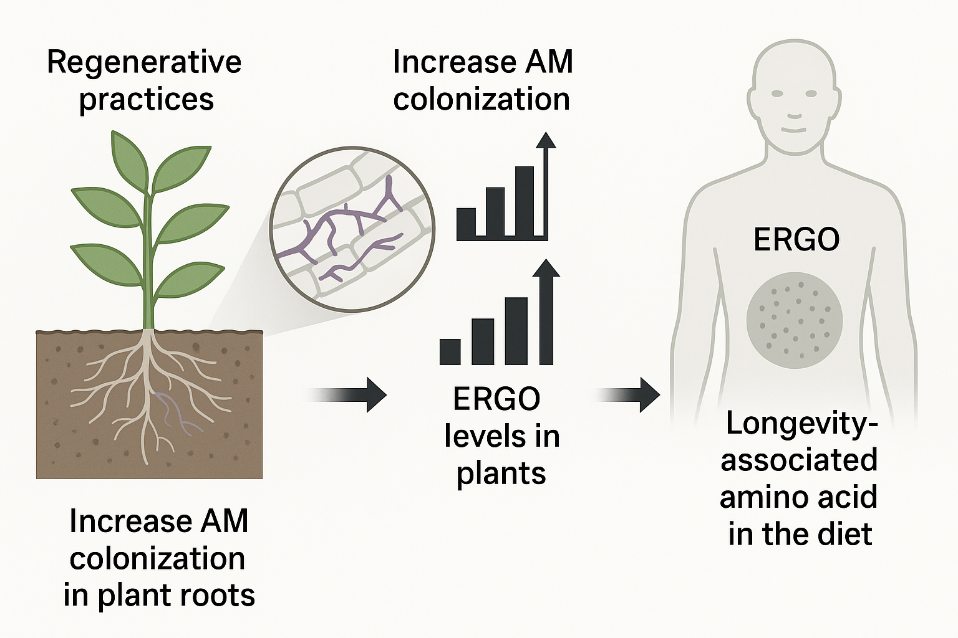 Regenerative
practices
Increase AM
colonization
in plant roots
Increase AM
colonization
ERGO
levels in
plants
ERGO
Longevity-
associated
amino acid
in the diet